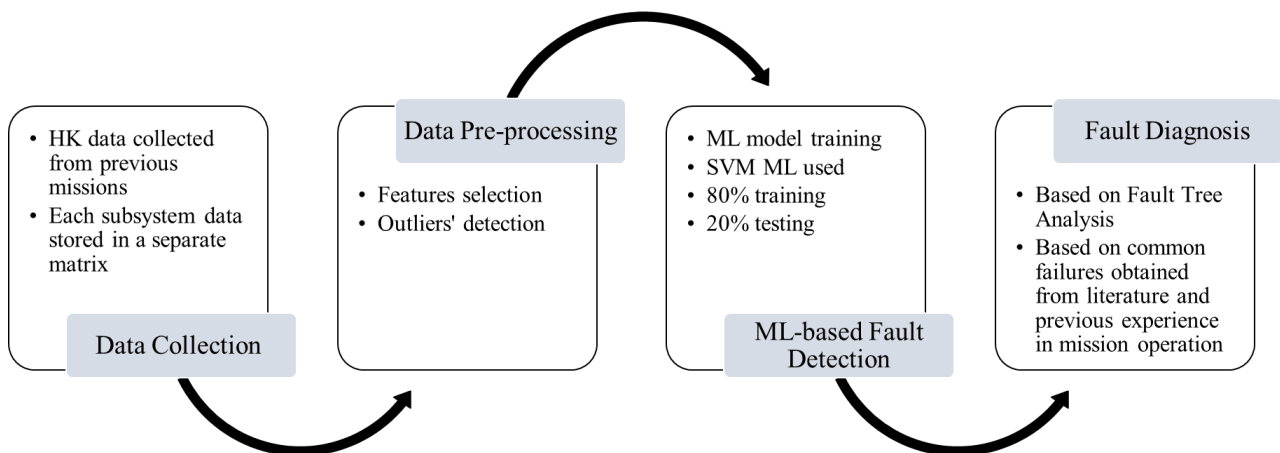 • HK data collected
from previous
missions
• Each subsystem data
stored in a separate
matrix
Data Collection
Data Pre-processing
• Features selection
• Outliers' detection
• ML model training
• SVM ML used
• 80% training
• 20% testing
ML-based Fault
Detection
Fault Diagnosis
• Based on Fault Tree
Analysis
• Based on common
failures obtained
from literature and
previous experience
in mission operation